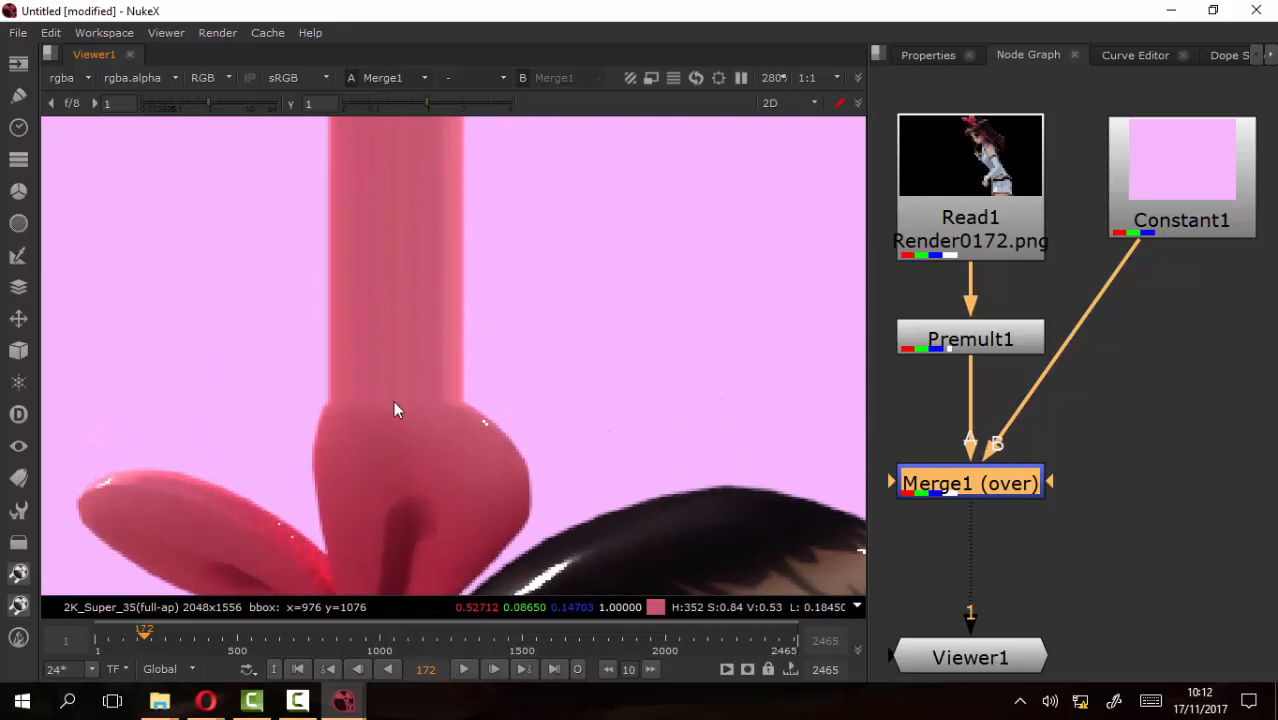 Untitled [modified] - NukeX
File Edit Workspace Viewer Render Cache Help
Viewer1
Properties Node Graph Curve Editor Dope S
rgba rgba.alpha RGB IP sRGB A Merge1 - B Merge1 1:1
f/8 1 Y 1 2D
Read1
Render0172.png
Constant1
Premult1
A B
Merge1 (over)
1
Viewer1
2K_Super_35(full-ap) 2048x1556 bbox: x=976 y=1076 0.52712 0.08650 0.14703 1.00000 H:352 S:0.84 V:0.53 L: 0.18450
172
1 1 500 1000 1500 2000 2465 2465
24* TF Global 172 10 2465
10:12
17/11/2017